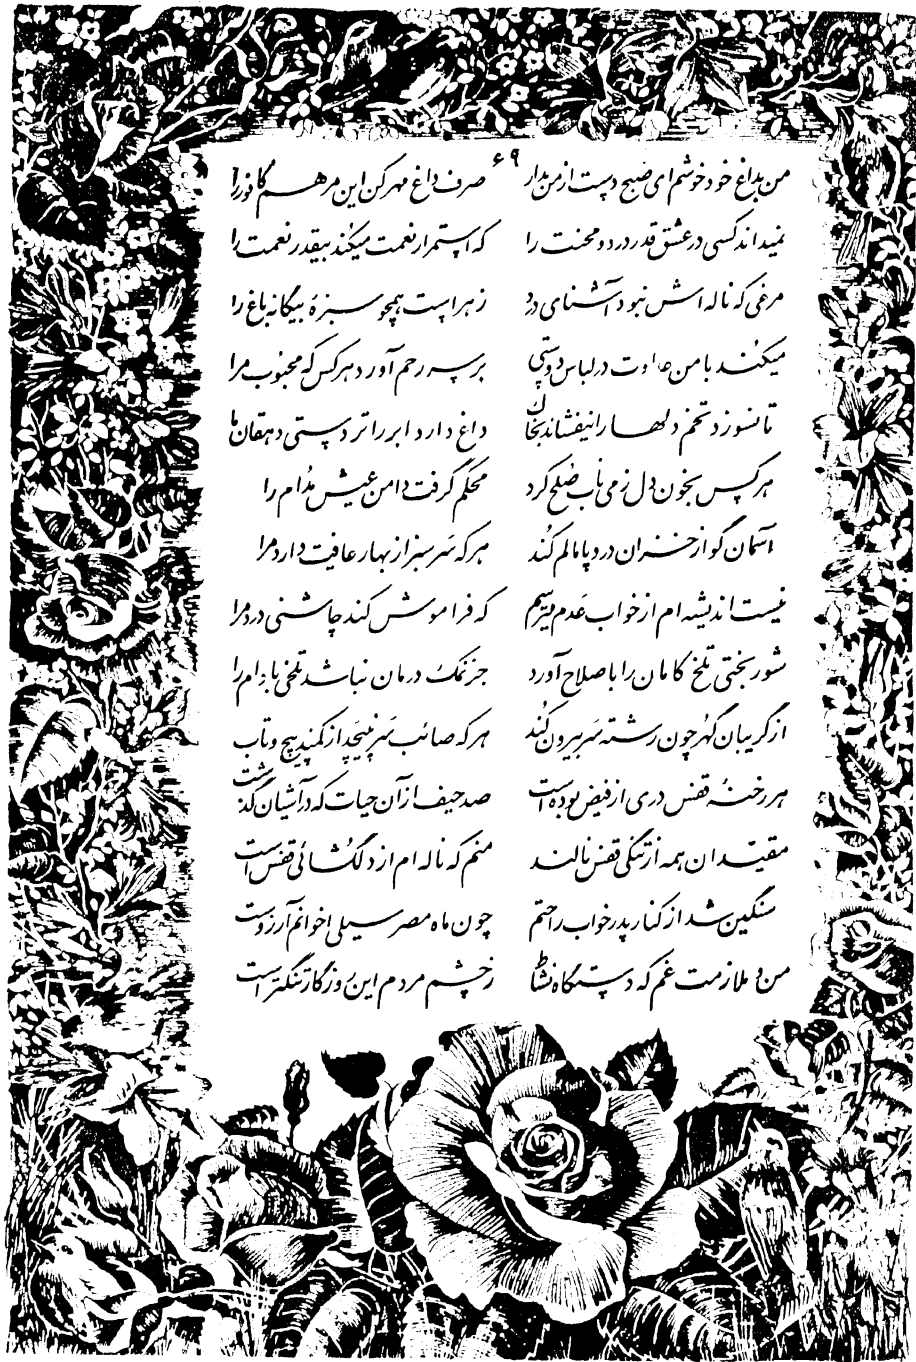 ۶۹
من بداغ خود خوشم ای صبح دست از من بدار صرف داغ مهر کن این مرهم کافور را
نمیداند کسی در عشق قدر درد و محنت را که استمرار نعمت میکند بیقدر نعمت را
مرغی که ناله اش نبود آشنای درد زهر است همچو سبزهٔ بیگانه باغ را
میکند با من عداوت در لباس دوستی بر سر رحم آورد هر کس که محبوب مرا
تا نسوزد تخم دلها را نیفشاند بخاک داغ دارد ابر را تردستی دهقان ما
هر کس بخون دل ز می ناب صلح کرد محکم گرفت دامن عیش مدام را
آسمان گو از خزان درد پامالم کند هر که سر سبز از بهار عافیت دارد مرا
نیست اندیشه ام از خواب عدم میترسم که فراموش کند چاشنی درد مرا
شور بختی تلخ کامان را باصلاح آورد جز نمک درمان نباشد تلخی بادام را
از گریبان گهر چون رشته سر بیرون کند هر که صائب سر نپیچد از کمند پیچ و تاب
هر رخنهٔ قفس دری از فیض بوده است صد حیف از آن حیات که در آشیان گذشت
مقیدان همه از تنگی قفس نالند منم که ناله ام از دلگشائی قفس است
سنگین شد از کنار پدر خواب راحتم چون ماه مصر سیلی اخوانم آرزوست
من و ملازمت غم که دستگاه نشاط ز چشم مردم این روزگار تنگتر است